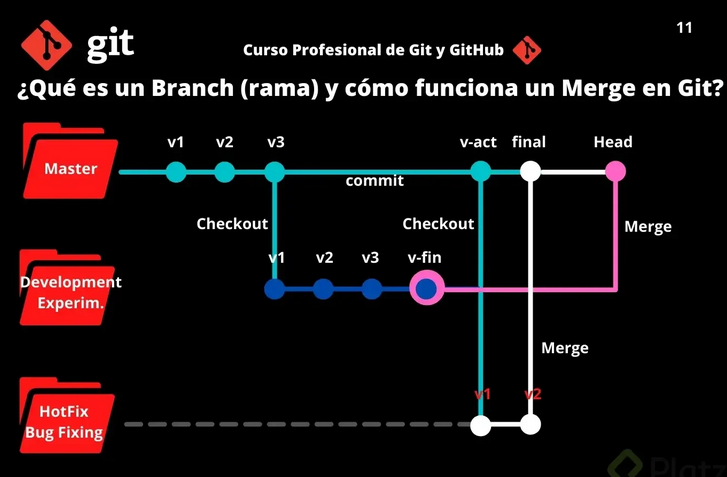 11
git
Curso Profesional de Git y GitHub
¿Qué es un Branch (rama) y cómo funciona un Merge en Git?
v1 v2 v3 v-act final Head
Master
commit
Checkout Checkout Merge
v1 v2 v3 v-fin
Development
Experim.
Merge
v1 v2
HotFix
Bug Fixing
Platz